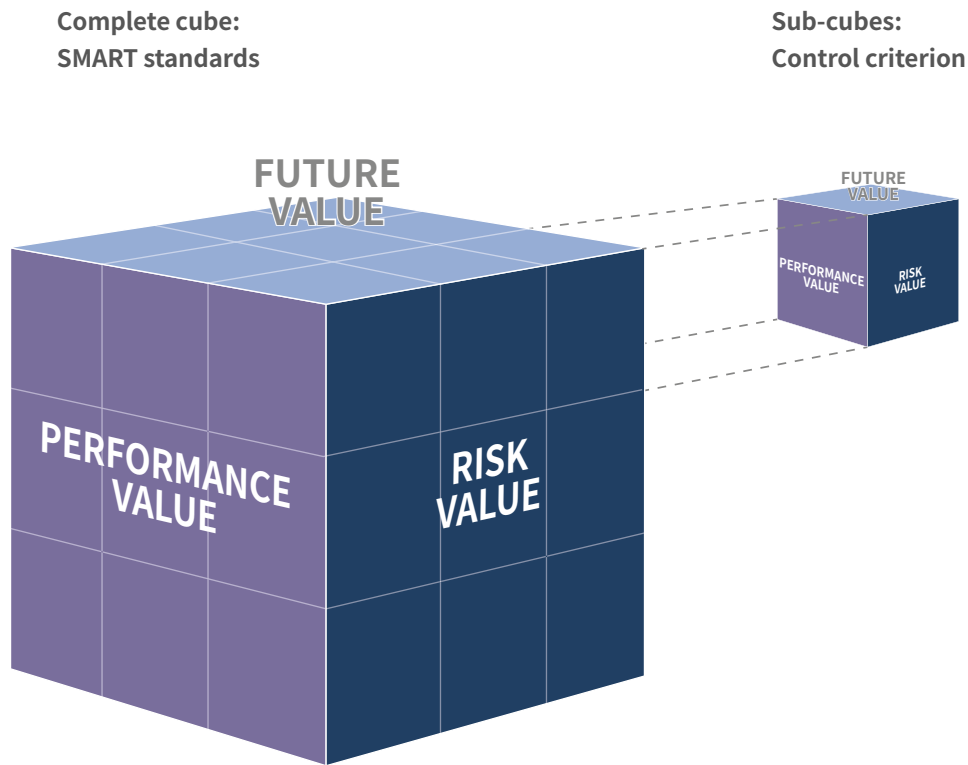 Complete cube:
SMART standards
Sub-cubes:
Control criterion
FUTURE
VALUE
PERFORMANCE
VALUE
RISK
VALUE
FUTURE
VALUE
PERFORMANCE
VALUE
RISK
VALUE